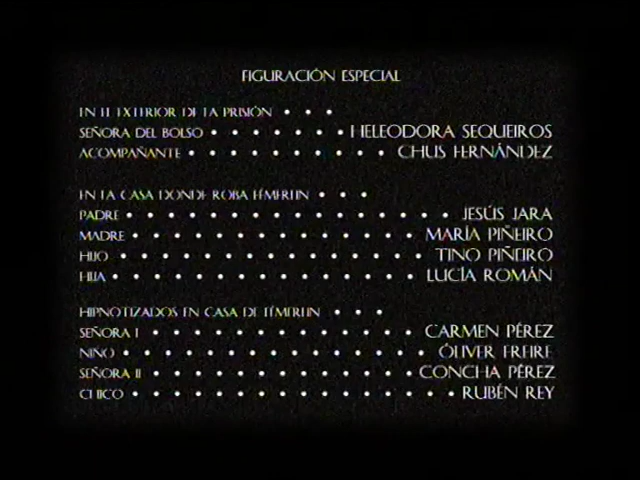 FIGURACIÓN ESPECIAL
EN EL EXTERIOR DE LA PRISIÓN . . .
SEÑORA DEL BOLSO . . . . . . . HELEODORA SEQUEIROS
ACOMPAÑANTE . . . . . . . . . . CHUS FERNÁNDEZ
EN LA CASA DONDE ROBA FÉMERLIN . . .
PADRE . . . . . . . . . . . . . . . JESÚS JARA
MADRE . . . . . . . . . . . . . MARÍA PIÑEIRO
HIJO . . . . . . . . . . . . . . TINO PIÑEIRO
HIJA . . . . . . . . . . . . . . LUCÍA ROMÁN
HIPNOTIZADOS EN CASA DE FÉMERLIN . . .
SEÑORA I . . . . . . . . . . . . . CARMEN PÉREZ
NIÑO . . . . . . . . . . . . . . ÓLIVER FREIRE
SEÑORA II . . . . . . . . . . . . CONCHA PÉREZ
CHICO . . . . . . . . . . . . . . . . RUBÉN REY